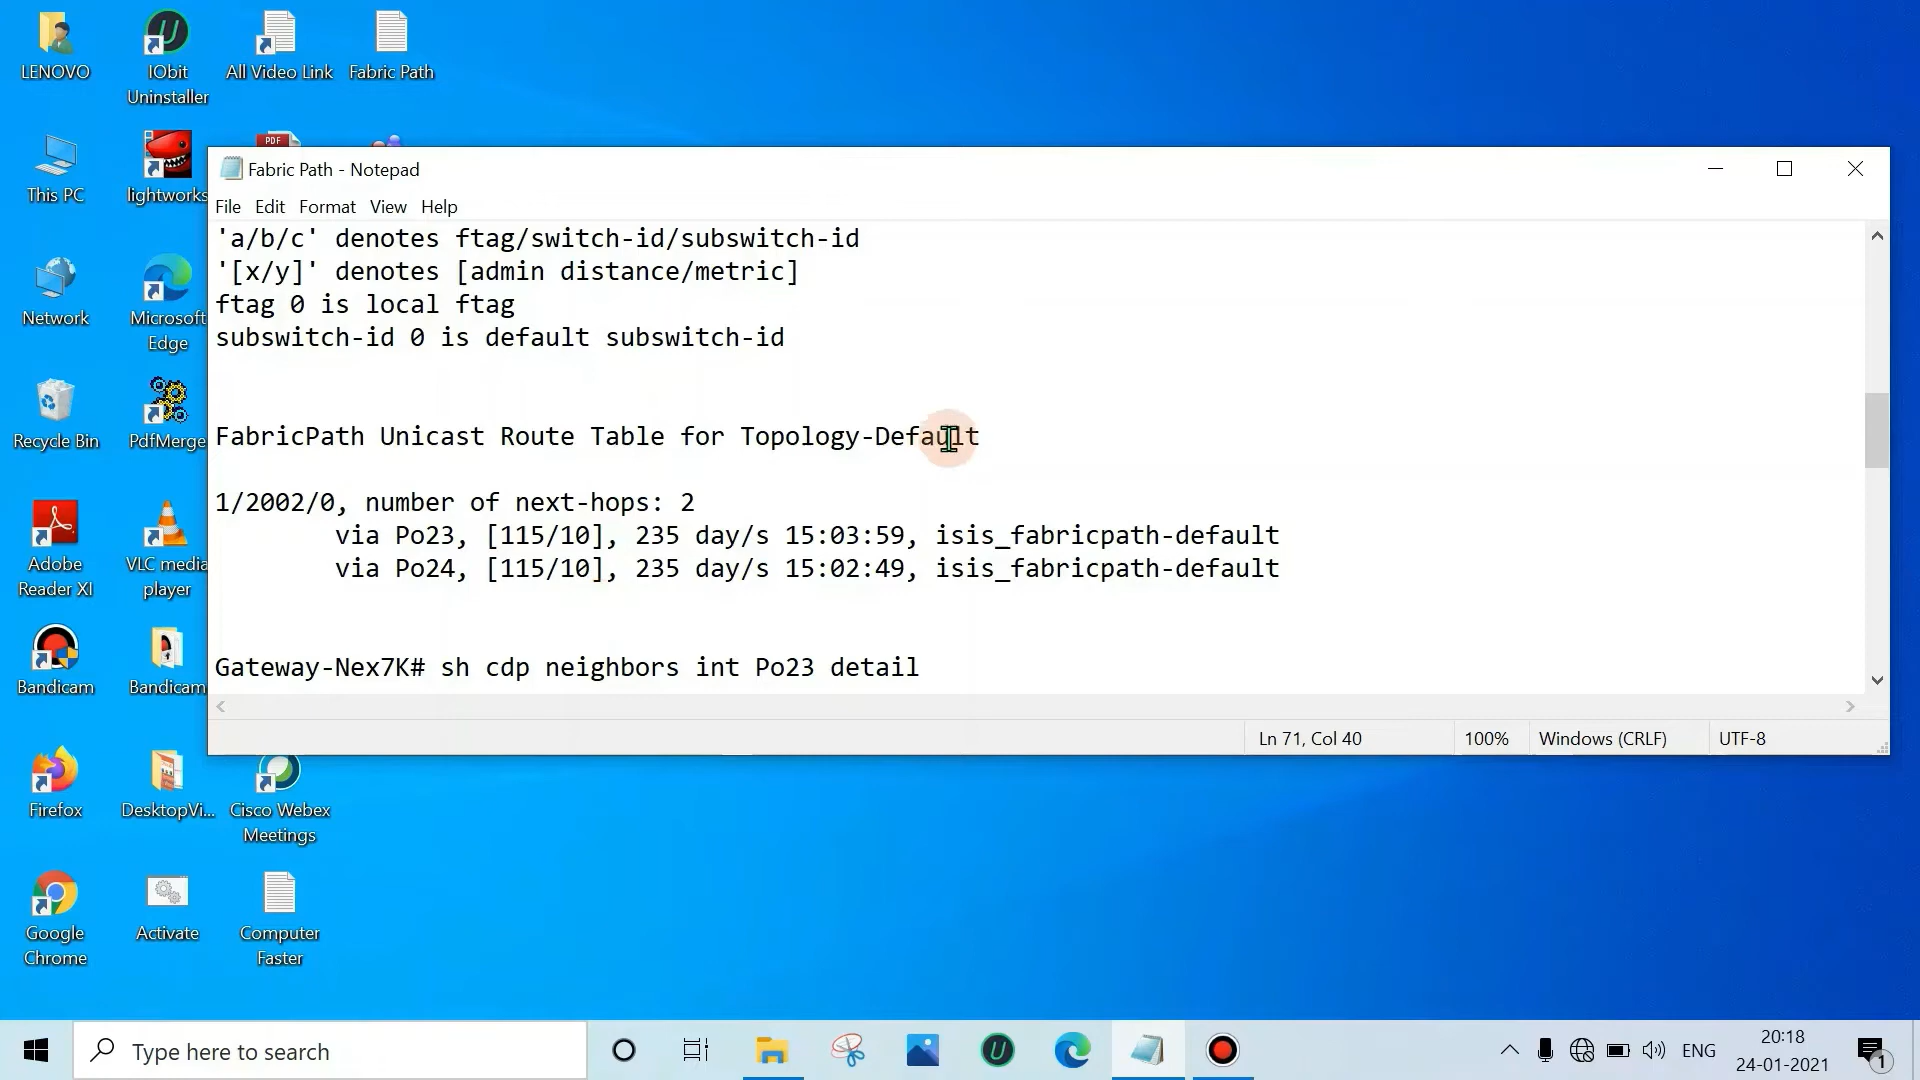 LENOVO
IObit
Uninstaller
All Video Link
Fabric Path
This PC
lightworks
PDF
Network
Microsoft
Edge
Recycle Bin
PdfMerge
Adobe
Reader XI
VLC media
player
Bandicam
Bandicam
Firefox
DesktopVi...
Cisco Webex
Meetings
Google
Chrome
Activate
Computer
Faster
Fabric Path - Notepad
File Edit Format View Help
'a/b/c' denotes ftag/switch-id/subswitch-id
'[x/y]' denotes [admin distance/metric]
ftag 0 is local ftag
subswitch-id 0 is default subswitch-id
FabricPath Unicast Route Table for Topology-Default
1/2002/0, number of next-hops: 2
via Po23, [115/10], 235 day/s 15:03:59, isis_fabricpath-default
via Po24, [115/10], 235 day/s 15:02:49, isis_fabricpath-default
Gateway-Nex7K# sh cdp neighbors int Po23 detail
Ln 71, Col 40
100%
Windows (CRLF)
UTF-8
Type here to search
ENG
20:18
24-01-2021
1